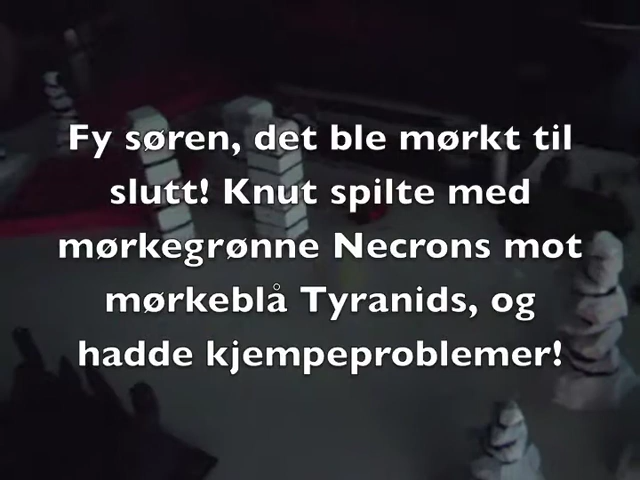 Fy søren, det ble mørkt til
slutt! Knut spilte med
mørkegrønne Necrons mot
mørkeblå Tyranids, og
hadde kjempeproblemer!